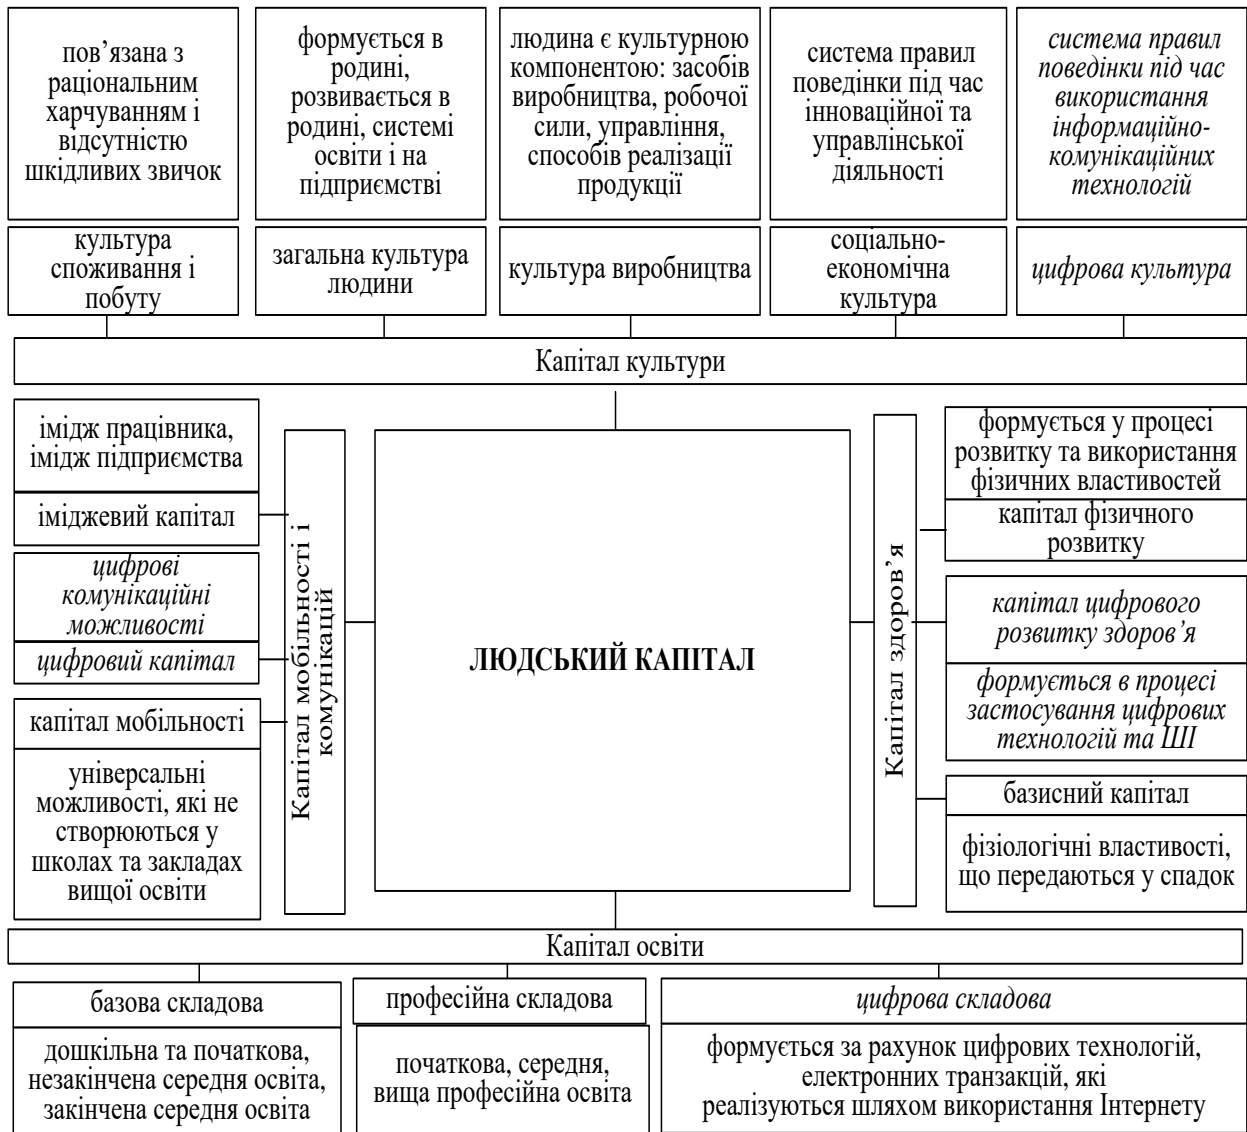 пов’язана з
раціональним
харчуванням і
відсутністю
шкідливих звичок
формується в
родині,
розвивається в
родині, системі
освіти і на
підприємстві
людина є культурною
компонентою: засобів
виробництва, робочої
сили, управління,
способів реалізації
продукції
система правил
поведінки під час
інноваційної та
управлінської
діяльності
система правил
поведінки під час
використання
інформаційно-
комунікаційних
технологій
культура
споживання і
побуту
загальна культура
людини
культура виробництва
соціально-
економічна
культура
цифрова культура
Капітал культури
імідж працівника,
імідж підприємства
іміджевий капітал
цифрові
комунікаційні
можливості
цифровий капітал
капітал мобільності
універсальні
можливості, які не
створюються у
школах та закладах
вищої освіти
Капітал мобільності і
комунікацій
ЛЮДСЬКИЙ КАПІТАЛ
Капітал здоров’я
формується у процесі
розвитку та використання
фізичних властивостей
капітал фізичного
розвитку
капітал цифрового
розвитку здоров’я
формується в процесі
застосування цифрових
технологій та ШІ
базисний капітал
фізіологічні властивості,
що передаються у спадок
Капітал освіти
базова складова
дошкільна та початкова,
незакінчена середня освіта,
закінчена середня освіта
професійна складова
початкова, середня,
вища професійна освіта
цифрова складова
формується за рахунок цифрових технологій,
електронних транзакцій, які
реалізуються шляхом використання Інтернету